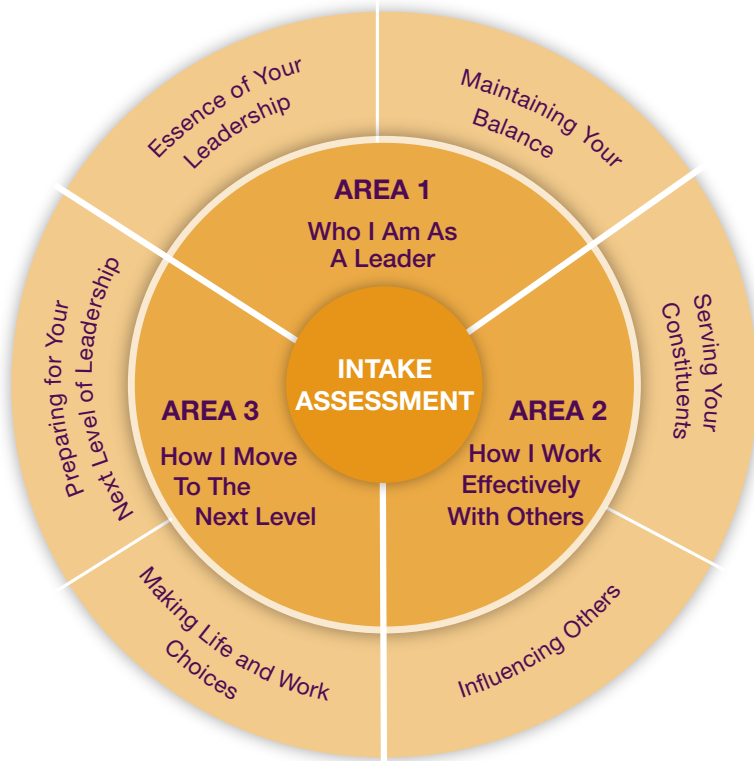 Essence of Your
Leadership
Maintaining Your
Balance
AREA 1
Who I Am As
A Leader
Serving Your
Constituents
Preparing for Your
Next Level of Leadership
INTAKE
ASSESSMENT
AREA 3
How I Move
To The
Next Level
AREA 2
How I Work
Effectively
With Others
Making Life and Work
Choices
Influencing Others